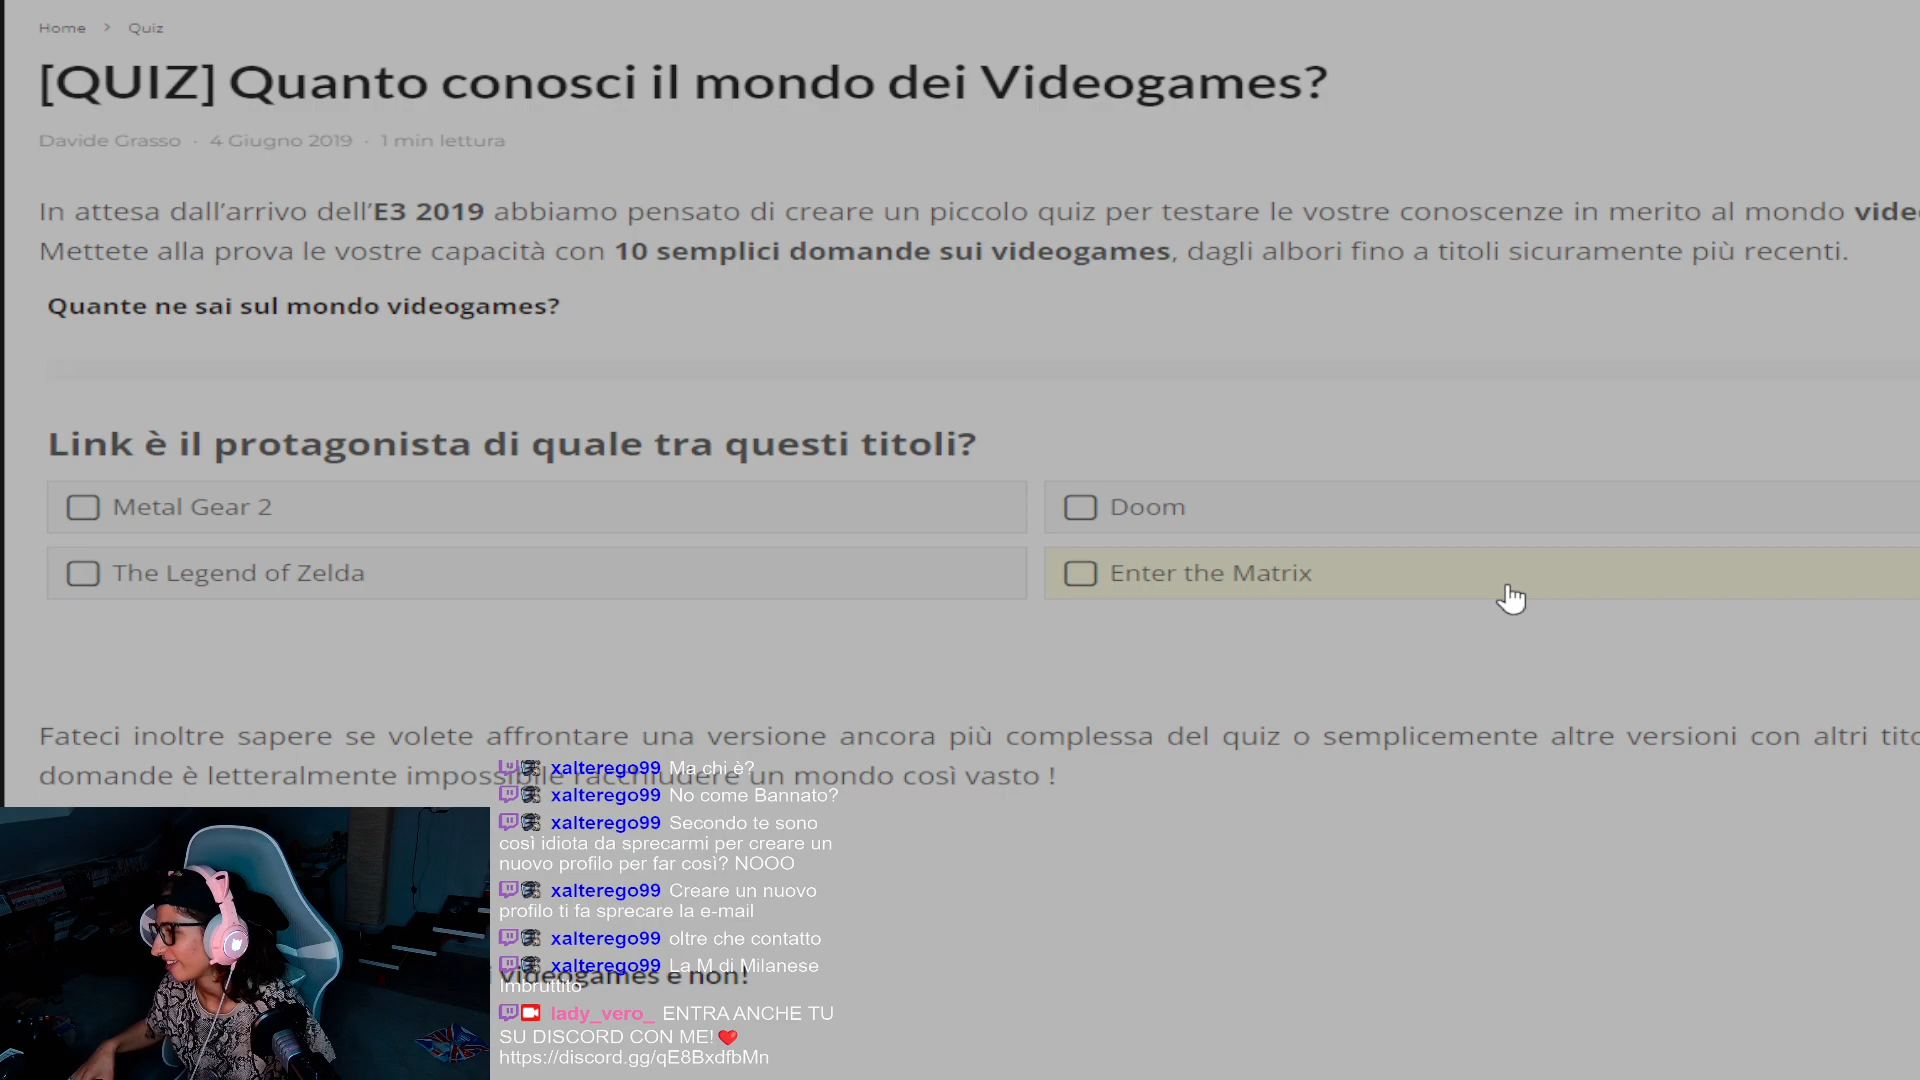 Home > Quiz
[QUIZ] Quanto conosci il mondo dei Videogames?
Davide Grasso · 4 Giugno 2019 · 1 min lettura
In attesa dall'arrivo dell'E3 2019 abbiamo pensato di creare un piccolo quiz per testare le vostre conoscenze in merito al mondo vide
Mettete alla prova le vostre capacità con 10 semplici domande sui videogames, dagli albori fino a titoli sicuramente più recenti.
Quante ne sai sul mondo videogames?
Link è il protagonista di quale tra questi titoli?
Metal Gear 2
Doom
The Legend of Zelda
Enter the Matrix
Fateci inoltre sapere se volete affrontare una versione ancora più complessa del quiz o semplicemente altre versioni con altri tito
domande è letteralmente impossibile racchiudere un mondo così vasto !
videogames e non!
xalterego99 Ma chi è?
xalterego99 No come Bannato?
xalterego99 Secondo te sono
così idiota da sprecarmi per creare un
nuovo profilo per far così? NOOO
xalterego99 Creare un nuovo
profilo ti fa sprecare la e-mail
xalterego99 oltre che contatto
xalterego99 La M di Milanese
Imbruttito
lady_vero_ ENTRA ANCHE TU
SU DISCORD CON ME!❤️
https://discord.gg/qE8BxdfbMn